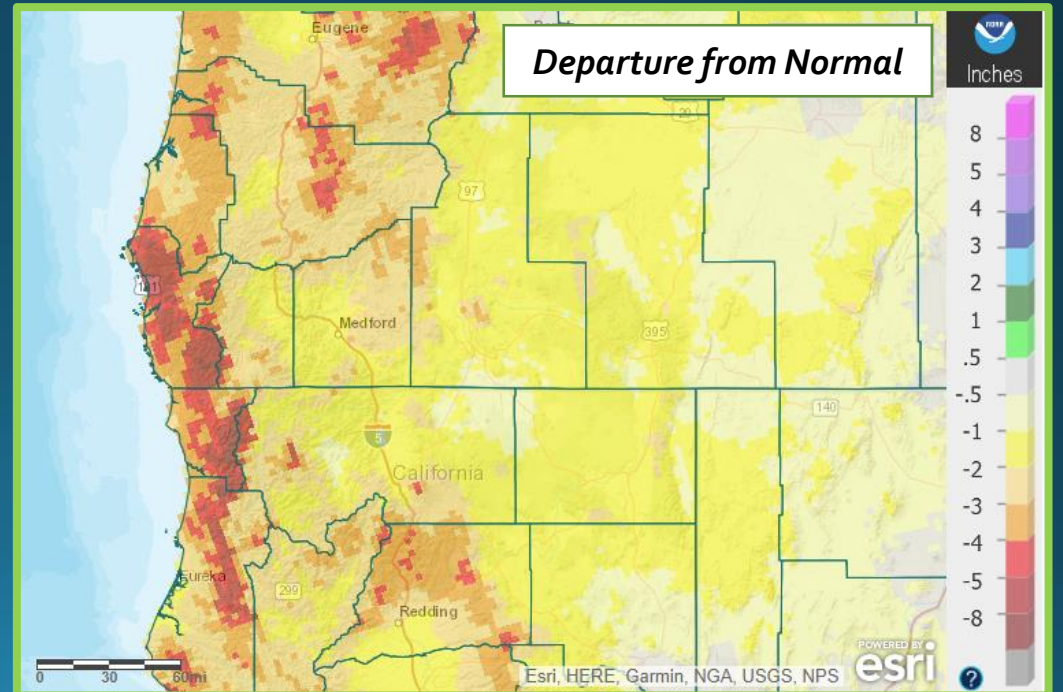 Departure from Normal
NOAA
Inches
8
5
4
3
2
1
.5
-.5
-1
-2
-3
-4
-5
-8
Eugene
20
97
101
Medford
395
5
California
140
Eureka
299
Redding
0 30 60mi
Esri, HERE, Garmin, NGA, USGS, NPS
POWERED BY
esri
?